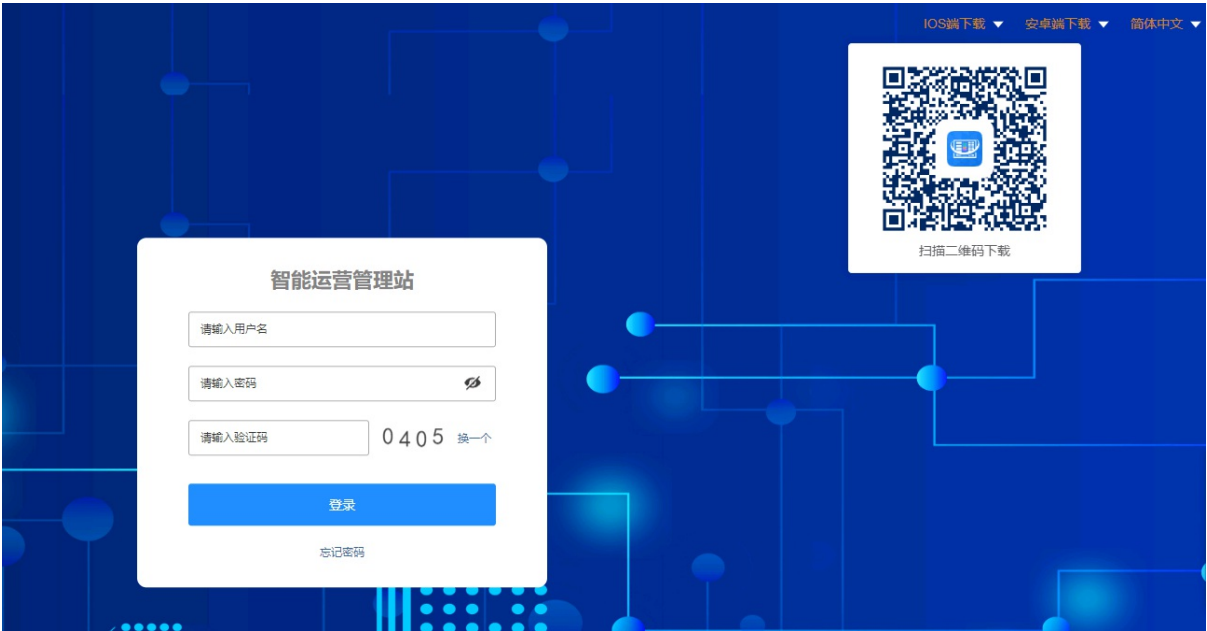 IOS端下载
安卓端下载
简体中文
扫描二维码下载
智能运营管理站
请输入用户名
请输入密码
请输入验证码
0405
换一个
登录
忘记密码